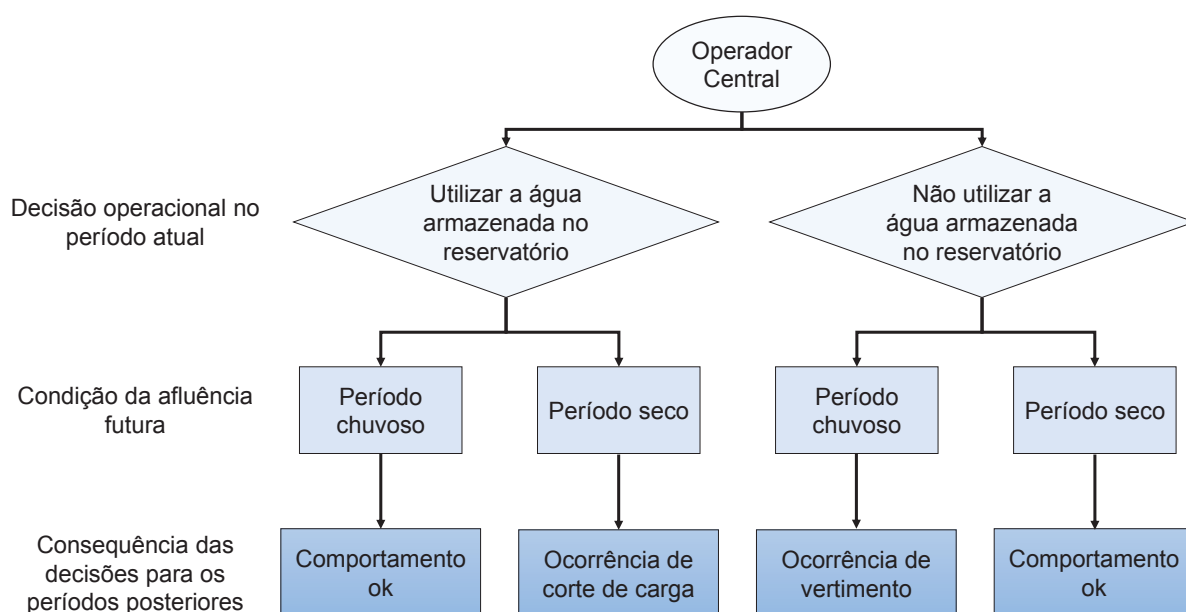 Operador
Central
Decisão operacional no
período atual
Utilizar a água
armazenada no
reservatório
Não utilizar a
água armazenada
no reservatório
Condição da afluência
futura
Período
chuvoso
Período seco
Período
chuvoso
Período seco
Consequência das
decisões para os
períodos posteriores
Comportamento
ok
Ocorrência de
corte de carga
Ocorrência de
vertimento
Comportamento
ok